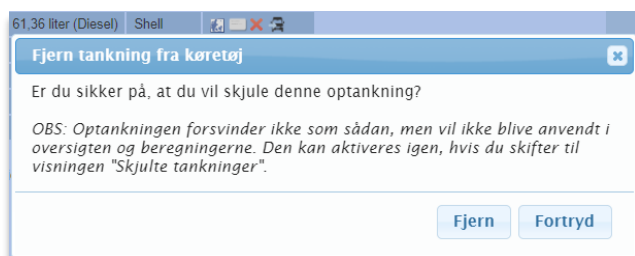 61,36 liter (Diesel) Shell
Fjern tankning fra køretøj
Er du sikker på, at du vil skjule denne optankning?
OBS: Optankningen forsvinder ikke som sådan, men vil ikke blive anvendt i
oversigten og beregningerne. Den kan aktiveres igen, hvis du skifter til
visningen "Skjulte tankninger".
Fjern Fortryd